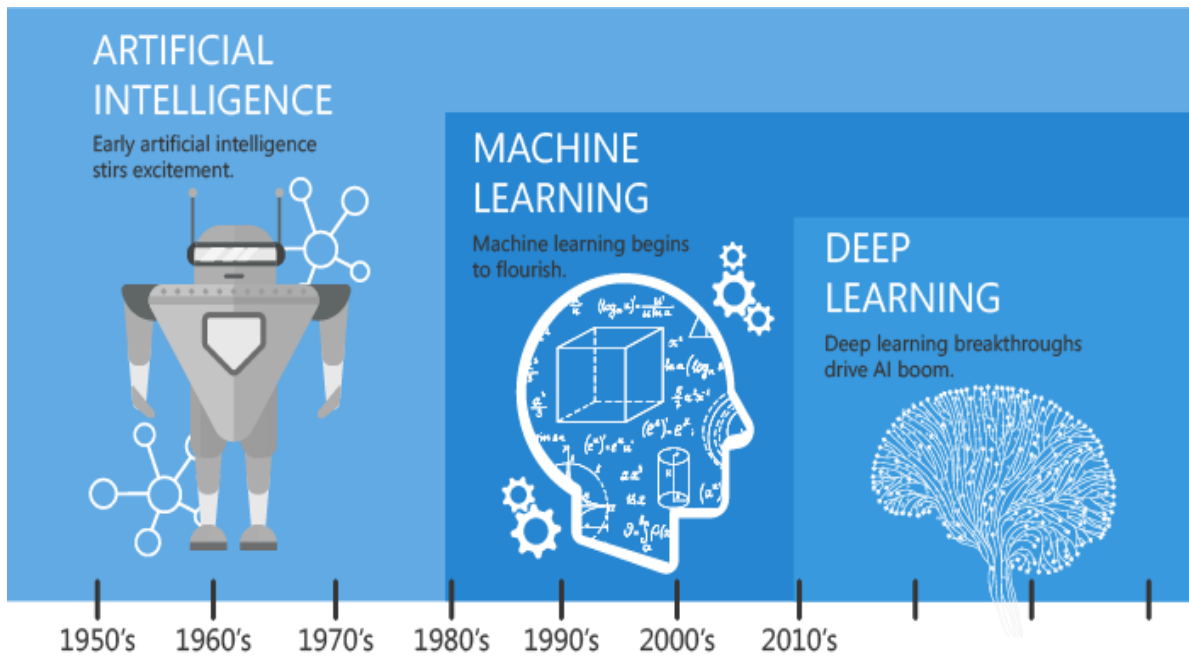 ARTIFICIAL
INTELLIGENCE
Early artificial intelligence
stirs excitement.
MACHINE
LEARNING
Machine learning begins
to flourish.
DEEP
LEARNING
Deep learning breakthroughs
drive AI boom.
1950's 1960's 1970's 1980's 1990's 2000's 2010's